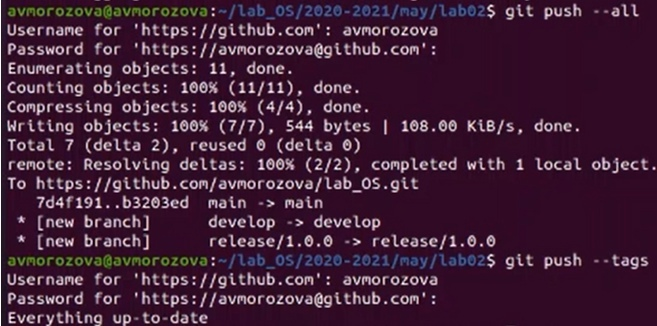 avmorozova@avmorozova:~/lab_OS/2020-2021/may/lab02$ git push --all
Username for 'https://github.com': avmorozova
Password for 'https://avmorozova@github.com':
Enumerating objects: 11, done.
Counting objects: 100% (11/11), done.
Compressing objects: 100% (4/4), done.
Writing objects: 100% (7/7), 544 bytes | 108.00 KiB/s, done.
Total 7 (delta 2), reused 0 (delta 0)
remote: Resolving deltas: 100% (2/2), completed with 1 local object.
To https://github.com/avmorozova/lab_OS.git
   7d4f191..b3203ed  main -> main
 * [new branch]      develop -> develop
 * [new branch]      release/1.0.0 -> release/1.0.0
avmorozova@avmorozova:~/lab_OS/2020-2021/may/lab02$ git push --tags
Username for 'https://github.com': avmorozova
Password for 'https://avmorozova@github.com':
Everything up-to-date